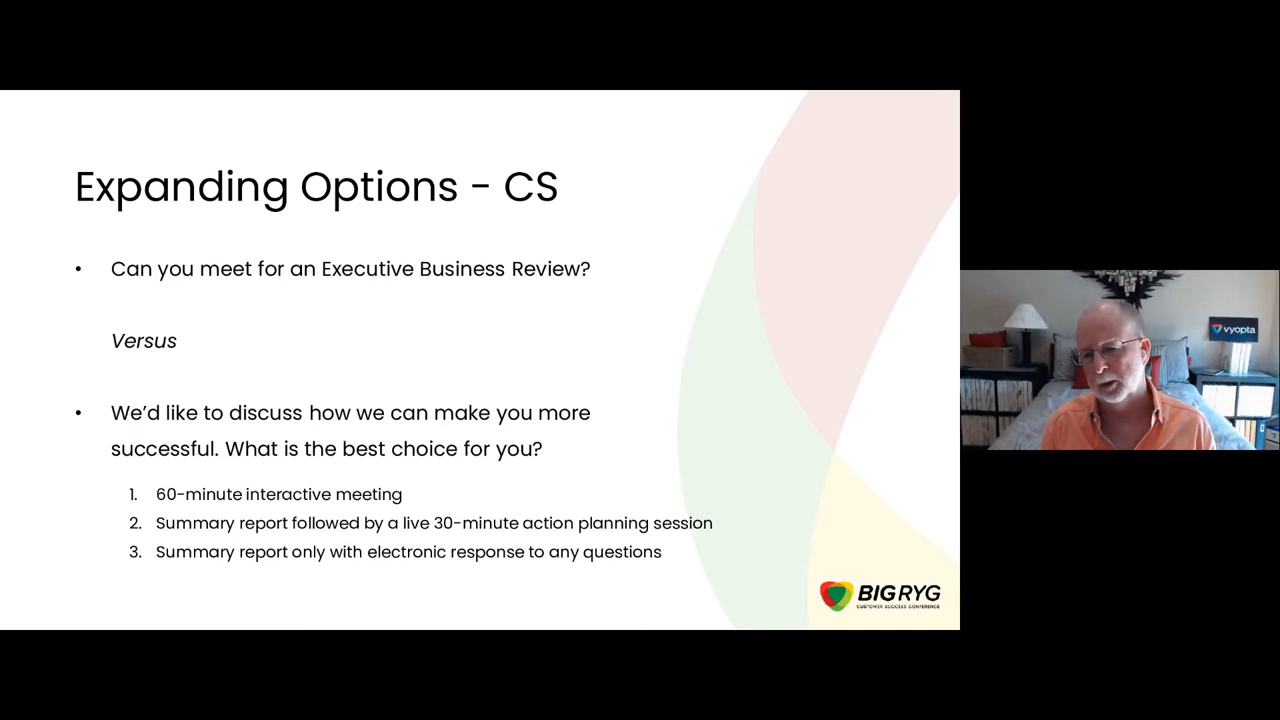 Expanding Options - CS
• Can you meet for an Executive Business Review?
Versus
• We’d like to discuss how we can make you more
successful. What is the best choice for you?
1. 60-minute interactive meeting
2. Summary report followed by a live 30-minute action planning session
3. Summary report only with electronic response to any questions
BIGRYG
CUSTOMER SUCCESS CONFERENCE
vyopta